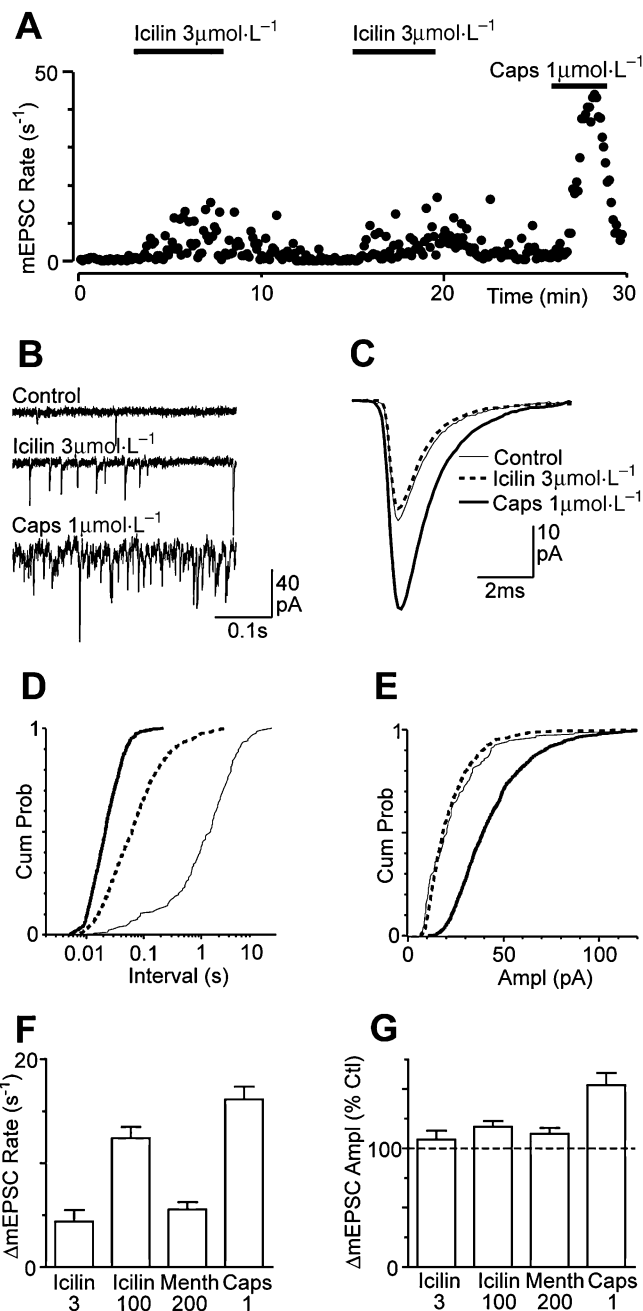 A
Icilin 3μmol·L⁻¹
Icilin 3μmol·L⁻¹
Caps 1μmol·L⁻¹
50
mEPSC Rate (s⁻¹)
0
0
10
20
30
Time (min)
B
Control
Icilin 3μmol·L⁻¹
Caps 1μmol·L⁻¹
40
pA
0.1s
C
Control
Icilin 3μmol·L⁻¹
Caps 1μmol·L⁻¹
10
pA
2ms
D
1
Cum Prob
0
0.01
0.1
1
10
Interval (s)
E
1
Cum Prob
0
0
50
100
Ampl (pA)
F
20
ΔmEPSC Rate (s⁻¹)
0
Icilin Icilin Menth Caps
3 100 200 1
G
ΔmEPSC Ampl (% Ctl)
100
0
Icilin Icilin Menth Caps
3 100 200 1